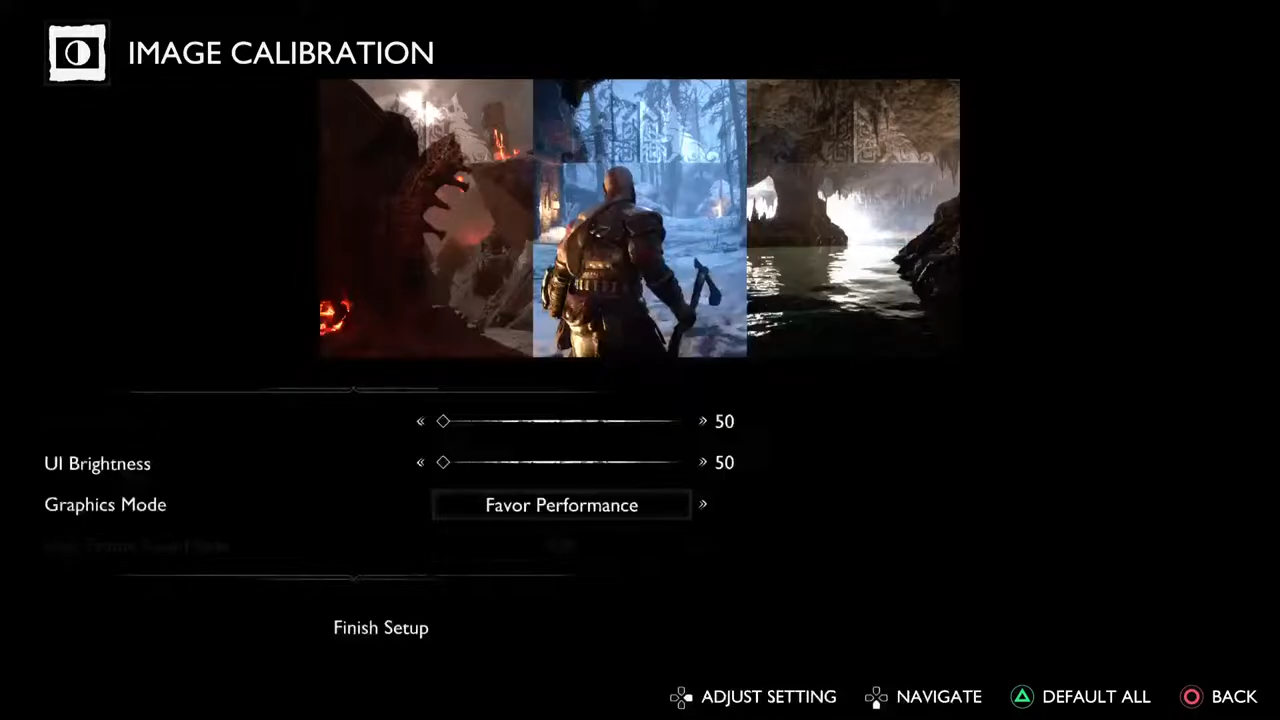 IMAGE CALIBRATION
50
UI Brightness 50
Graphics Mode Favor Performance
Finish Setup
ADJUST SETTING NAVIGATE DEFAULT ALL BACK